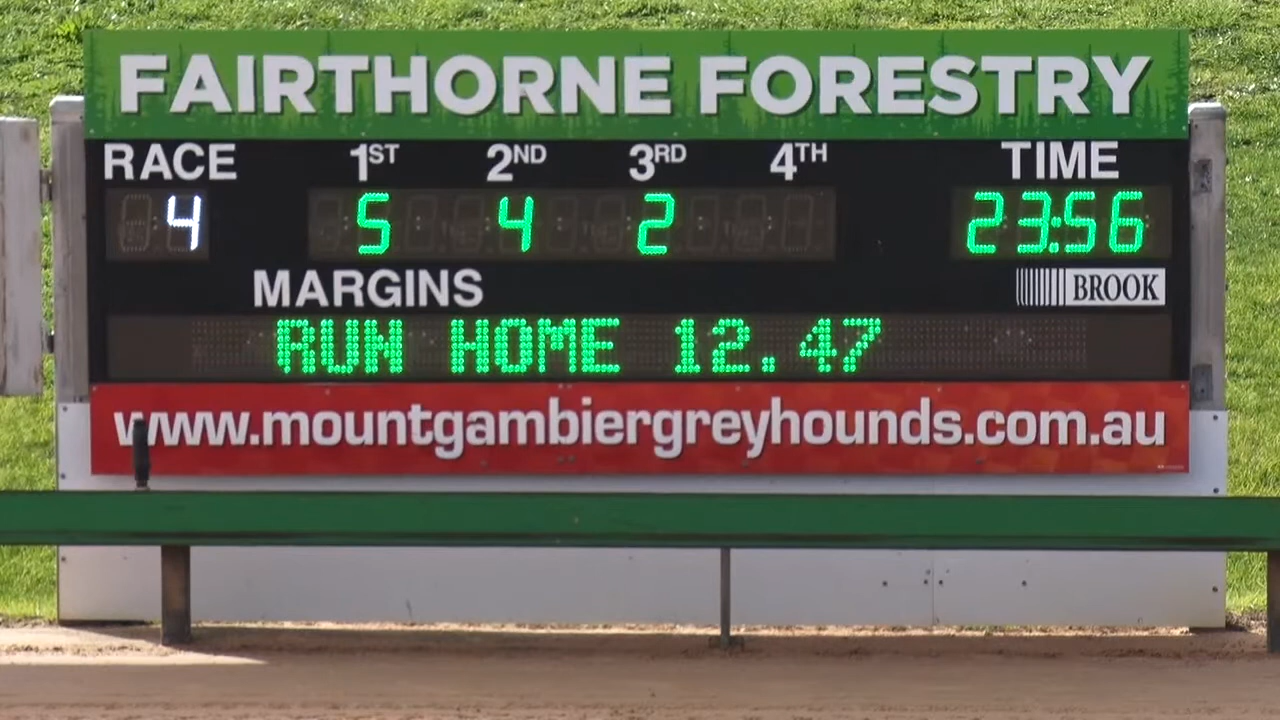 FAIRTHORNE FORESTRY
RACE 1ST 2ND 3RD 4TH TIME
4 5 4 2 23:56
MARGINS BROOK
RUN HOME 12.47
www.mountgambiergreyhounds.com.au